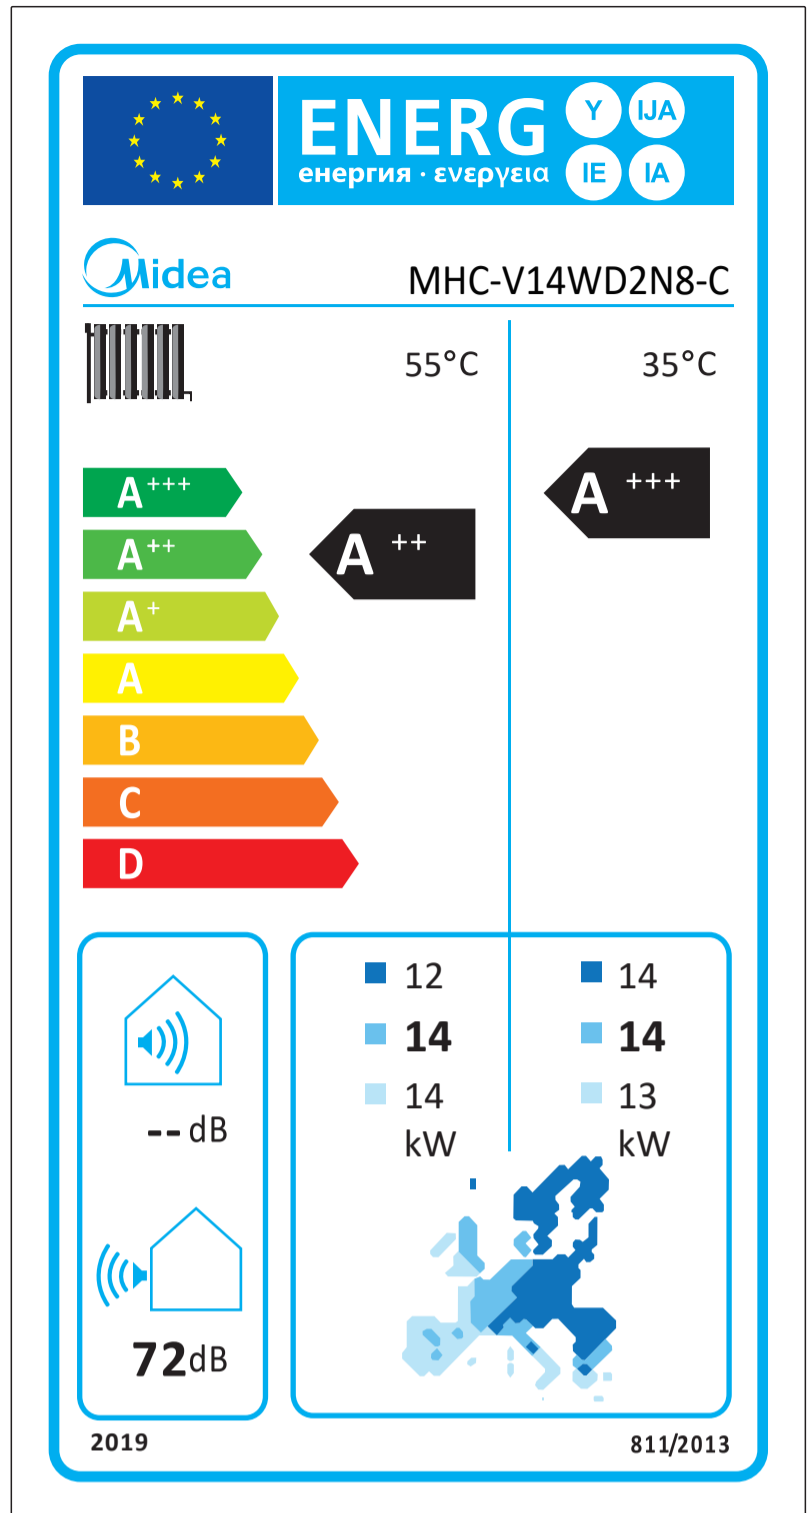 ENERG Y IJA
енергия · ενεργεια IE IA
Midea MHC-V14WD2N8-C
55°C 35°C
A+++ A+++
A++ A++
A+
A
B
C
D
12 14
14 14
14 13
kW kW
-- dB
72dB
2019 811/2013